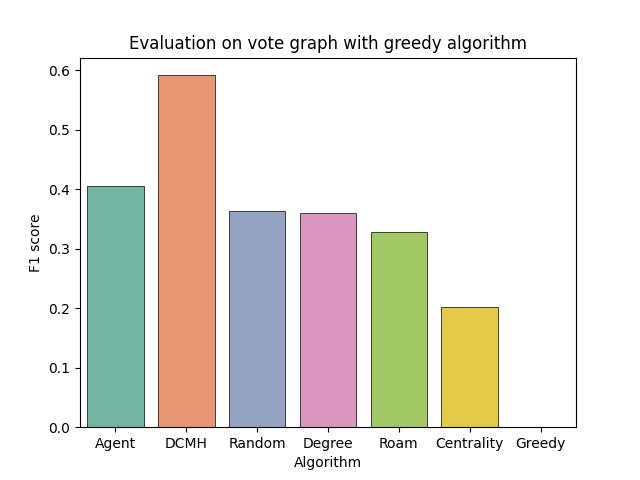 Evaluation on vote graph with greedy algorithm
0.6
0.5
0.4
0.3
0.2
0.1
0.0
F1 score
Agent DCMH Random Degree Roam Centrality Greedy
Algorithm